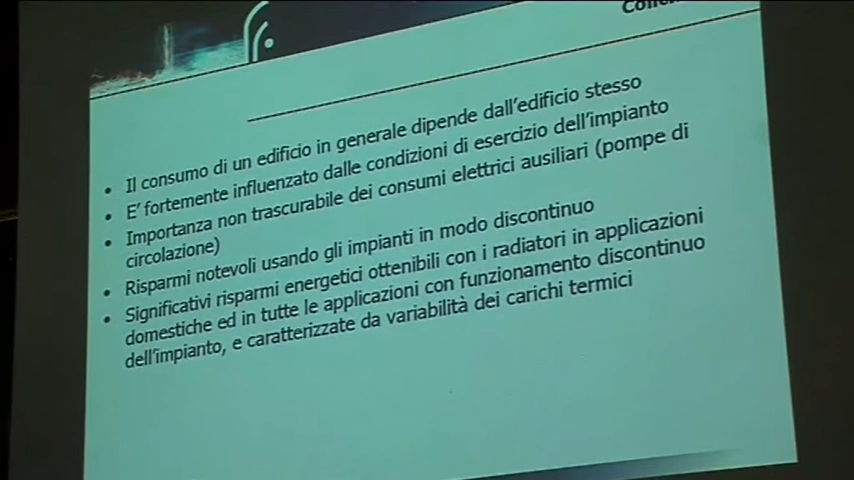 • Il consumo di un edificio in generale dipende dall'edificio stesso
• E' fortemente influenzato dalle condizioni di esercizio dell'impianto
• Importanza non trascurabile dei consumi elettrici ausiliari (pompe di
circolazione)
• Risparmi notevoli usando gli impianti in modo discontinuo
• Significativi risparmi energetici ottenibili con i radiatori in applicazioni
domestiche ed in tutte le applicazioni con funzionamento discontinuo
dell'impianto, e caratterizzate da variabilità dei carichi termici